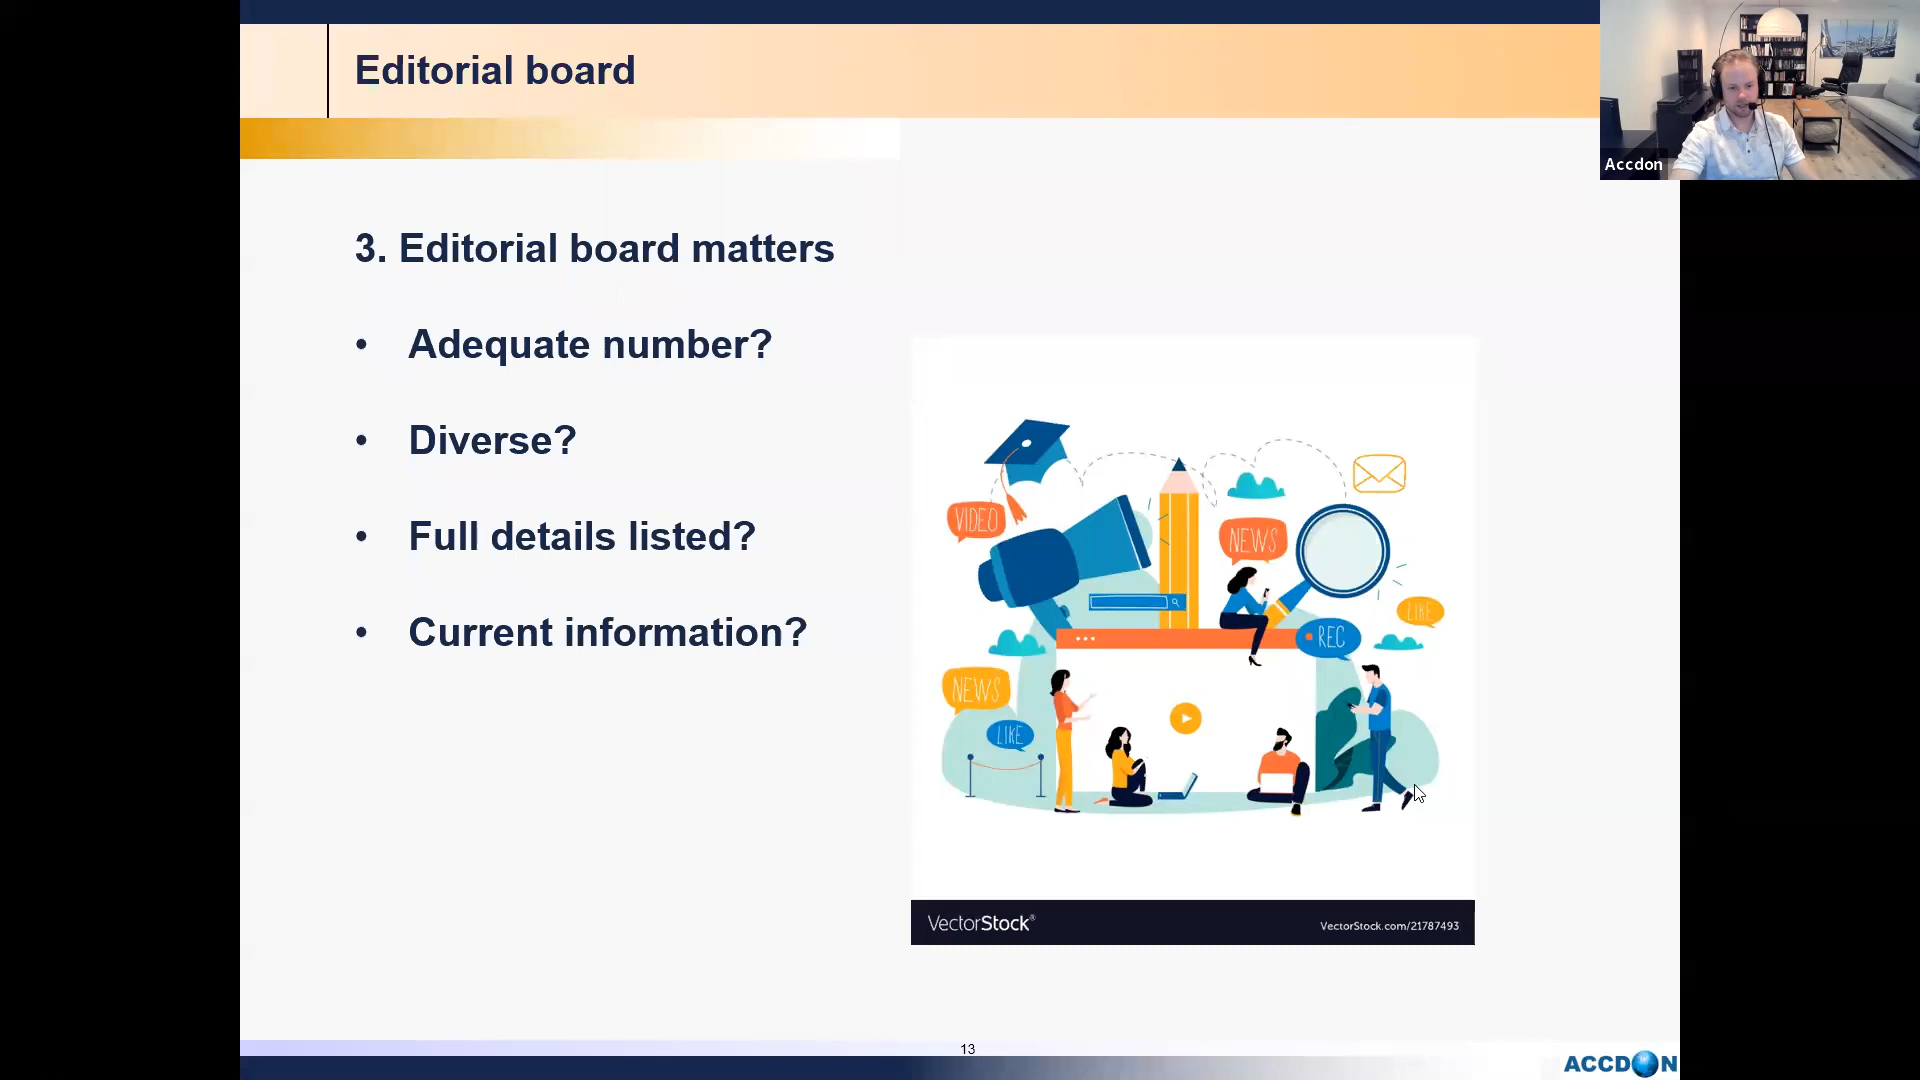 Editorial board
Accdon
3. Editorial board matters
• Adequate number?
• Diverse?
• Full details listed?
• Current information?
VIDEO
NEWS
LIKE
REC
NEWS
LIKE
VectorStock®
VectorStock.com/21787493
13
ACCDON